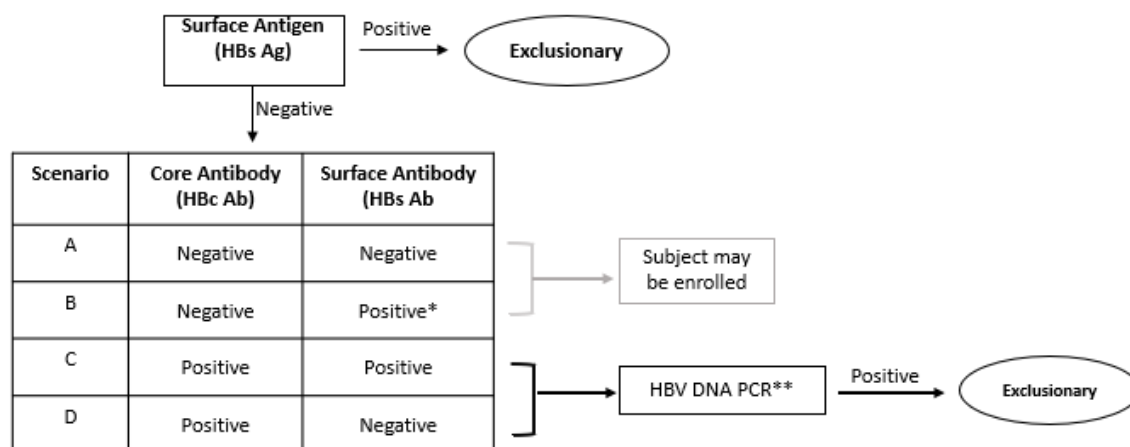 Surface Antigen
(HBs Ag)
Positive
Exclusionary
Negative
Scenario Core Antibody Surface Antibody
(HBc Ab) (HBs Ab
A Negative Negative
B Negative Positive*
Subject may
be enrolled
C Positive Positive
D Positive Negative
HBV DNA PCR**
Positive
Exclusionary